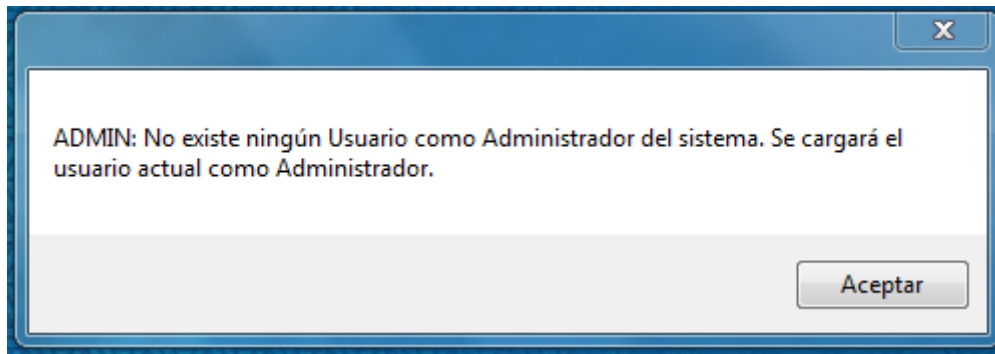 ADMIN: No existe ningún Usuario como Administrador del sistema. Se cargará el
usuario actual como Administrador.
Aceptar